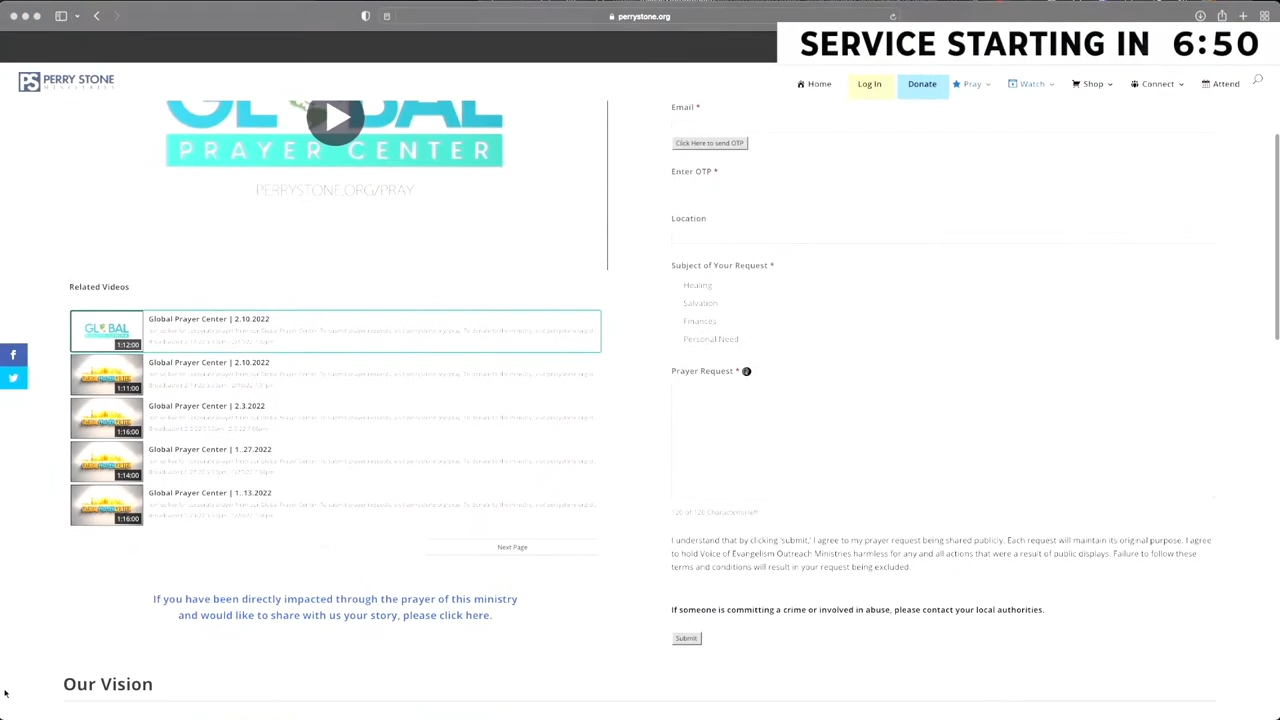 perrystone.org
SERVICE STARTING IN 6:50
PS PERRY STONE
MINISTRIES
Home
Log In
Donate
Pray
Watch
Shop
Connect
Attend
GLOBAL
PRAYER CENTER
PERRYSTONE.ORG/PRAY
Related Videos
GLOBAL
1:12:00
Global Prayer Center | 2.10.2022
1:11:00
Global Prayer Center | 2.10.2022
1:16:00
Global Prayer Center | 2.3.2022
1:14:00
Global Prayer Center | 1..27.2022
1:16:00
Global Prayer Center | 1..13.2022
Next Page
If you have been directly impacted through the prayer of this ministry
and would like to share with us your story, please click here.
Our Vision
Email *
Click Here to send OTP
Enter OTP *
Location
Subject of Your Request *
Healing
Salvation
Finances
Personal Need
Prayer Request *
120 of 120 Character(s) left
I understand that by clicking 'submit,' I agree to my prayer request being shared publicly. Each request will maintain its original purpose. I agree
to hold Voice of Evangelism Outreach Ministries harmless for any and all actions that were a result of public displays. Failure to follow these
terms and conditions will result in your request being excluded.
If someone is committing a crime or involved in abuse, please contact your local authorities.
Submit